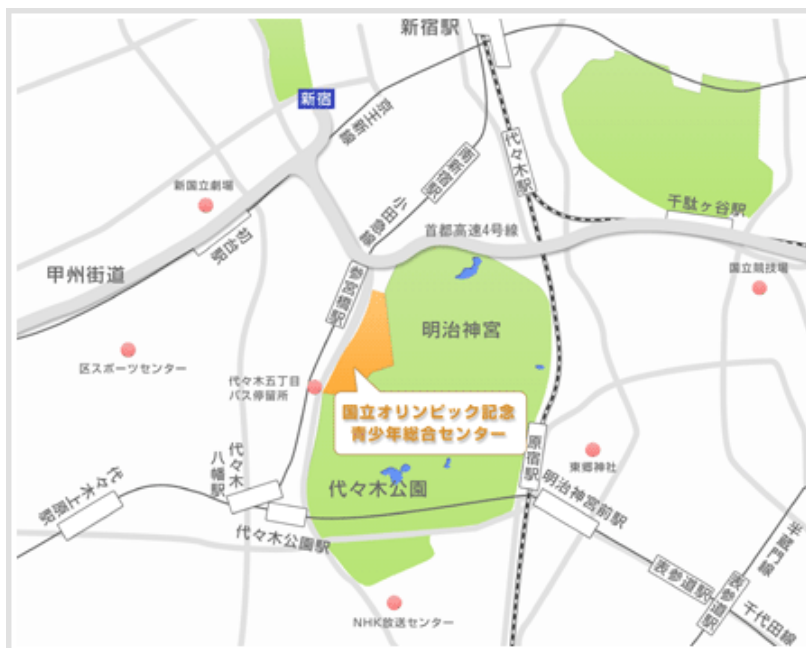 新宿駅
新宿
京王新線
南新宿駅
代々木駅
新国立劇場
小田急線
千駄ヶ谷駅
初台駅
首都高速4号線
甲州街道
参宮橋駅
国立競技場
明治神宮
区スポーツセンター
代々木五丁目
バス停留所
国立オリンピック記念
青少年総合センター
代々木
八幡駅
原宿駅
東郷神社
代々木上原駅
代々木公園
明治神宮前駅
代々木公園駅
半蔵門線
表参道駅
表参道駅
千代田線
NHK放送センター